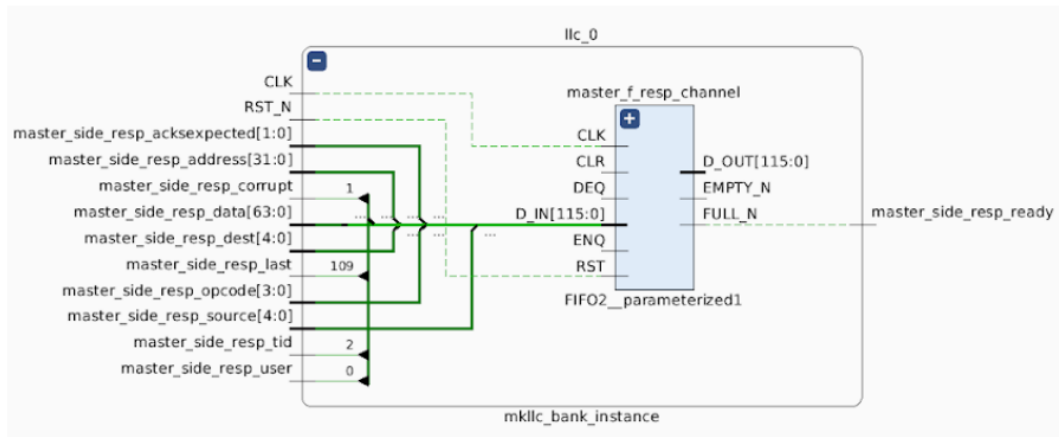 llc_0
CLK
RST_N
master_side_resp_acksexpected[1:0]
master_side_resp_address[31:0]
master_side_resp_corrupt
1
master_side_resp_data[63:0]
master_side_resp_dest[4:0]
master_side_resp_last
109
master_side_resp_opcode[3:0]
master_side_resp_source[4:0]
master_side_resp_tid
2
master_side_resp_user
0
...
...
...
...
...
...
master_f_resp_channel
CLK
CLR
DEQ
D_IN[115:0]
ENQ
RST
D_OUT[115:0]
EMPTY_N
FULL_N
FIFO2__parameterized1
master_side_resp_ready
mkllc_bank_instance